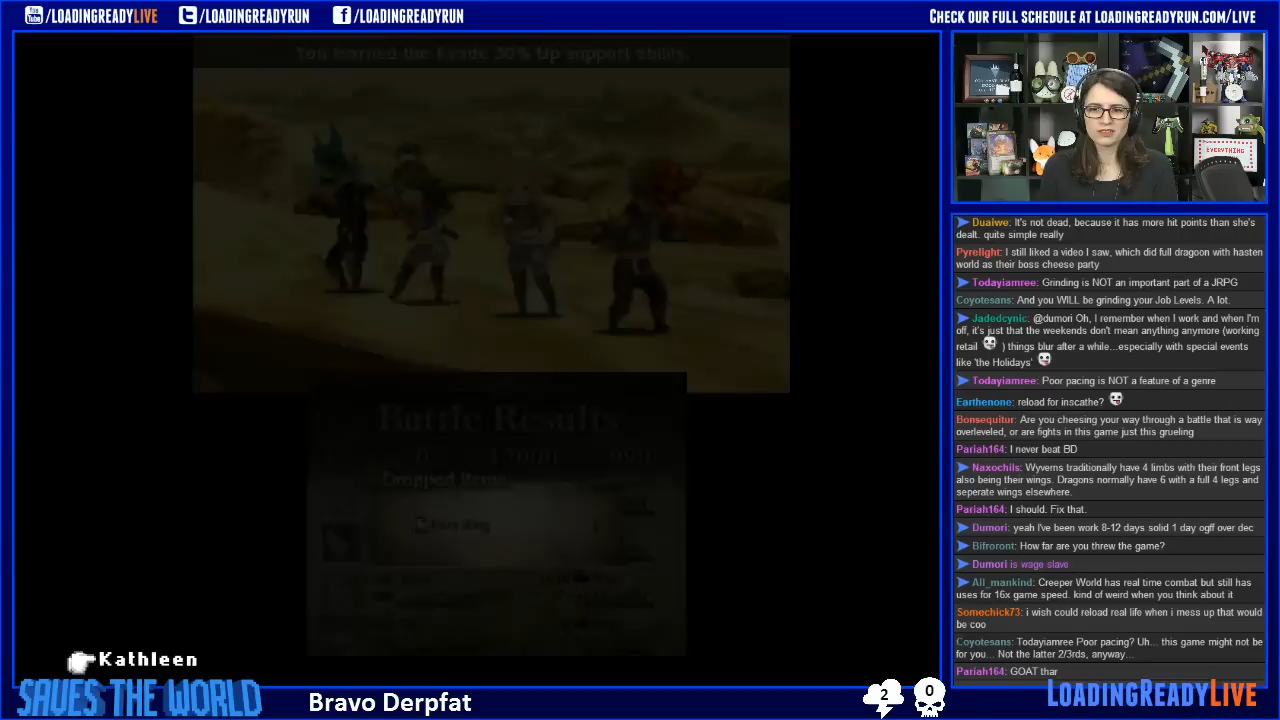 /LOADINGREADYLIVE
/LOADINGREADYRUN
/LOADINGREADYRUN
CHECK OUR FULL SCHEDULE AT LOADINGREADYRUN.COM/LIVE
You learned the Evade 30% Up support ability.
EVERYTHING
Duaiwe: It's not dead, because it has more hit points than she's
dealt. quite simple really
Pyrelight: I still liked a video I saw, which did full dragoon with hasten
world as their boss cheese party
Todayiamree: Grinding is NOT an important part of a JRPG
Coyotesans: And you WILL be grinding your Job Levels. A lot.
Jadedcynic: @dumori Oh, I remember when I work and when I'm
off, it's just that the weekends don't mean anything anymore (working
retail ) things blur after a while...especially with special events
like 'the Holidays'
Todayiamree: Poor pacing is NOT a feature of a genre
Earthenone: reload for inscathe?
Bonsequitur: Are you cheesing your way through a battle that is way
overleveled, or are fights in this game just this grueling
Pariah164: I never beat BD
Naxochils: Wyverns traditionally have 4 limbs with their front legs
also being their wings. Dragons normally have 6 with a full 4 legs and
seperate wings elsewhere.
Pariah164: I should. Fix that.
Dumori: yeah I've been work 8-12 days solid 1 day ogff over dec
Bifroront: How far are you threw the game?
Dumori is wage slave
All_mankind: Creeper World has real time combat but still has
uses for 16x game speed. kind of weird when you think about it
Somechick73: i wish could reload real life when i mess up that would
be coo
Coyotesans: Todayiamree Poor pacing? Uh... this game might not be
for you... Not the latter 2/3rds, anyway...
Pariah164: GOAT thar
Battle Results
Dropped Items
Kathleen
SAVES THE WORLD
Bravo Derpfat
2
0
LOADINGREADYLIVE